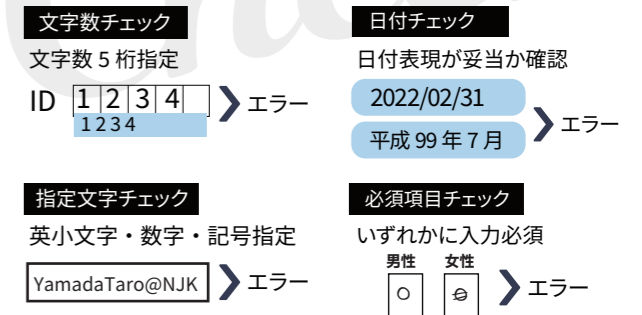 文字数チェック
文字数 5 桁指定
ID 1 2 3 4 エラー
1234
日付チェック
日付表現が妥当か確認
2022/02/31
平成 99 年 7 月
エラー
指定文字チェック
英小文字・数字・記号指定
YamadaTaro@NJK エラー
必須項目チェック
いずれかに入力必須
男性 女性
エラー